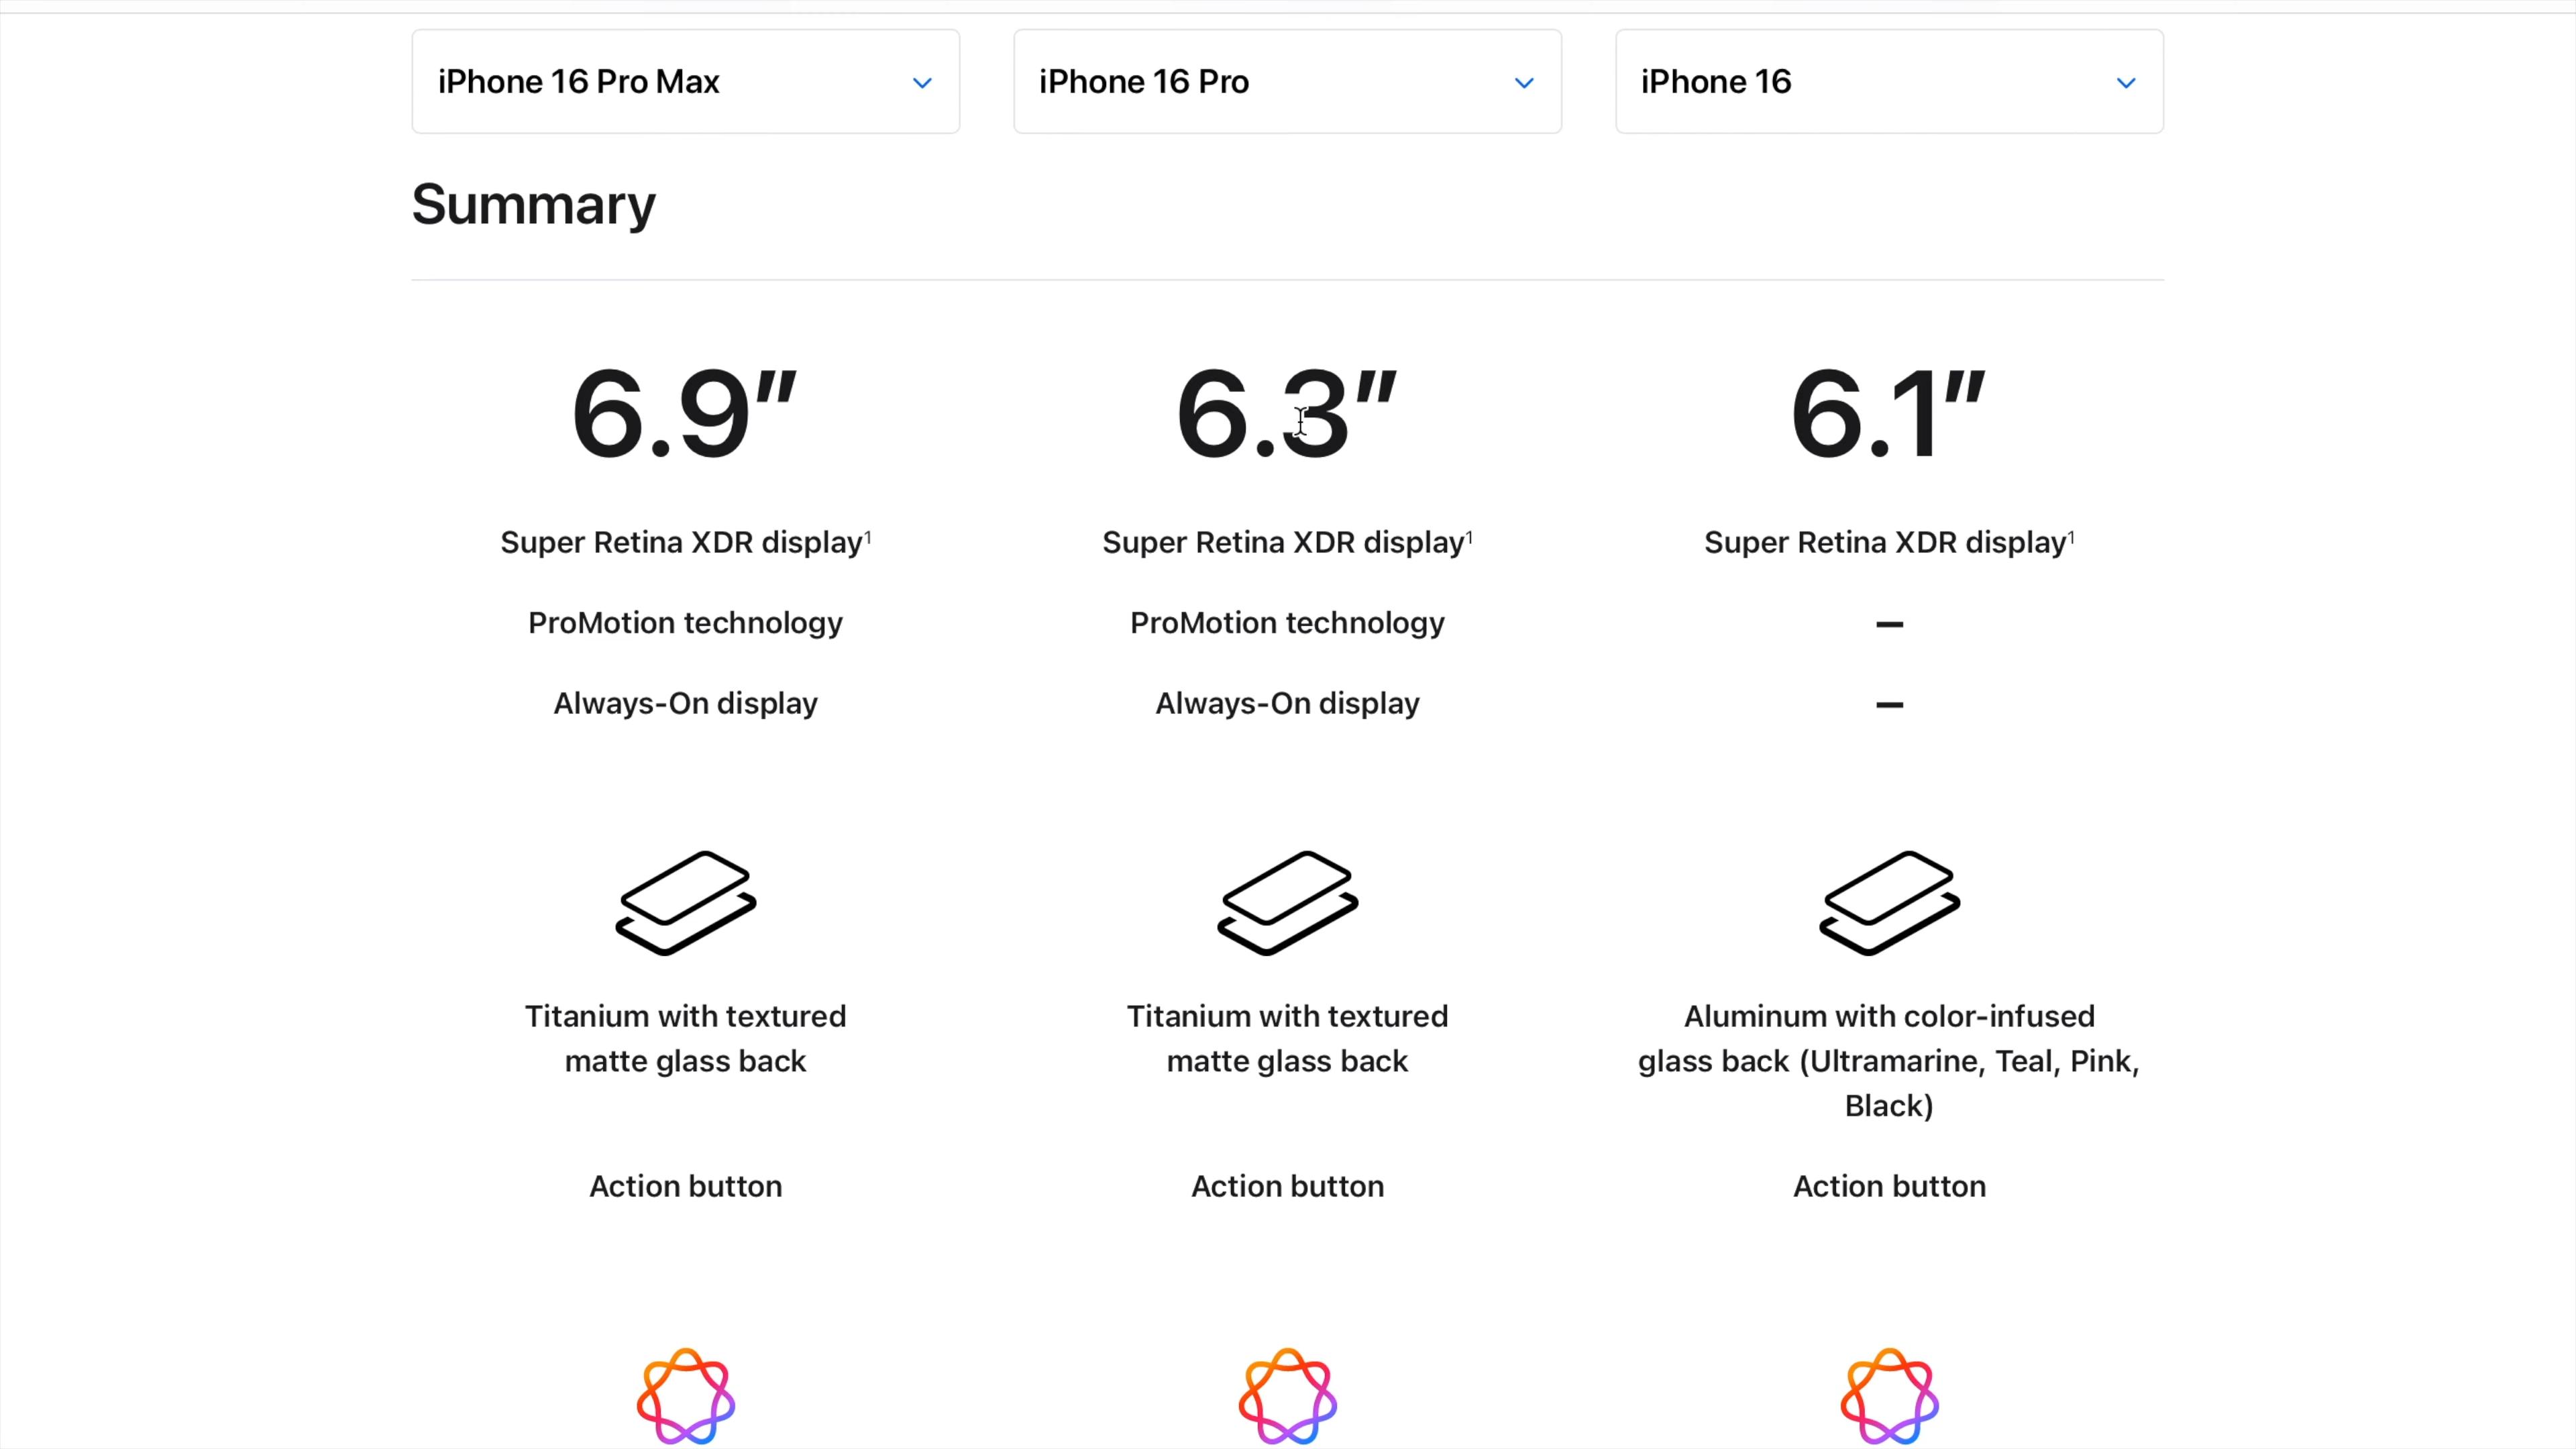 iPhone 16 Pro Max
iPhone 16 Pro
iPhone 16
Summary
6.9″
6.3″
6.1″
Super Retina XDR display¹
Super Retina XDR display¹
Super Retina XDR display¹
ProMotion technology
ProMotion technology
–
Always-On display
Always-On display
–
Titanium with textured
matte glass back
Titanium with textured
matte glass back
Aluminum with color-infused
glass back (Ultramarine, Teal, Pink,
Black)
Action button
Action button
Action button